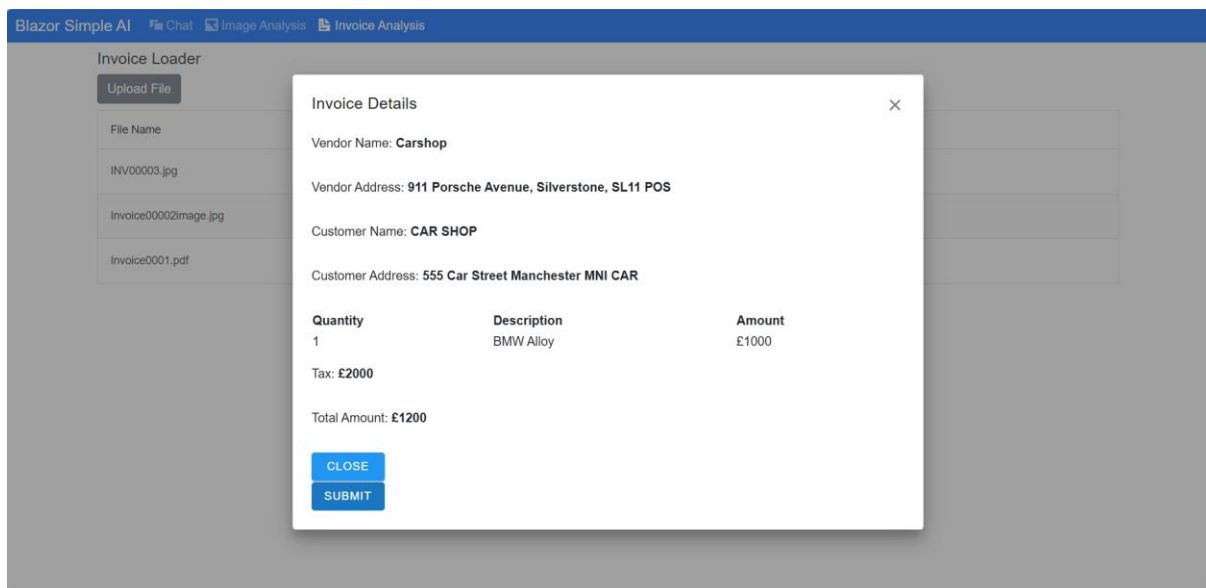 Blazor Simple AI Chat Image Analysis Invoice Analysis
Invoice Loader
Upload File
File Name
INV00003.jpg
Invoice00002image.jpg
Invoice0001.pdf
Invoice Details
Vendor Name: Carshop
Vendor Address: 911 Porsche Avenue, Silverstone, SL11 POS
Customer Name: CAR SHOP
Customer Address: 555 Car Street Manchester MNI CAR
Quantity Description Amount
1 BMW Alloy £1000
Tax: £2000
Total Amount: £1200
CLOSE
SUBMIT